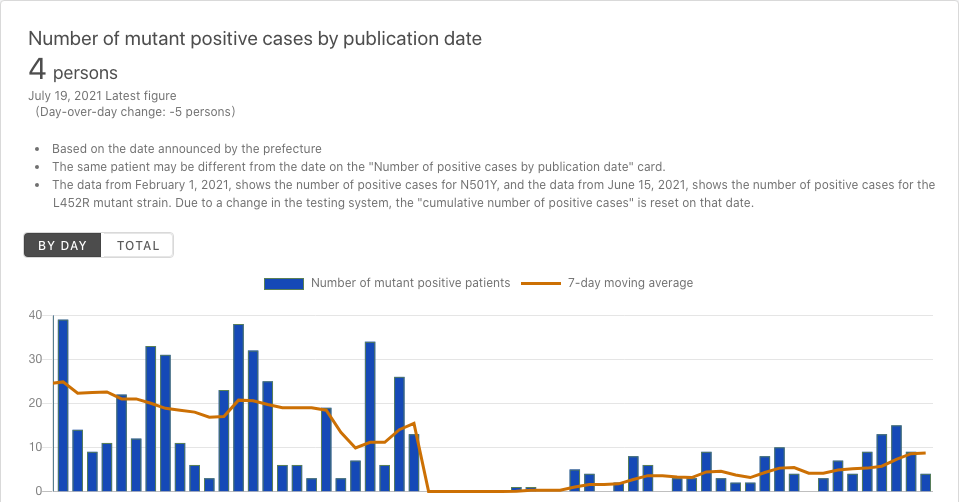 Number of mutant positive cases by publication date
4 persons
July 19, 2021 Latest figure
(Day-over-day change: -5 persons)
• Based on the date announced by the prefecture
• The same patient may be different from the date on the "Number of positive cases by publication date" card.
• The data from February 1, 2021, shows the number of positive cases for N501Y, and the data from June 15, 2021, shows the number of positive cases for the
L452R mutant strain. Due to a change in the testing system, the "cumulative number of positive cases" is reset on that date.
BY DAY TOTAL
Number of mutant positive patients 7-day moving average
40
30
20
10
0